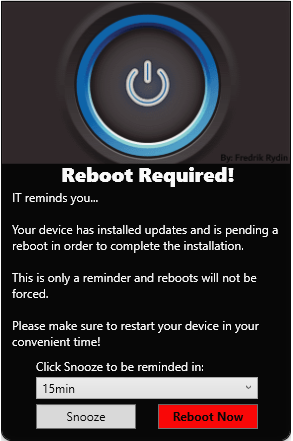 By: Fredrik Rydin
Reboot Required!
IT reminds you...
Your device has installed updates and is pending a
reboot in order to complete the installation.
This is only a reminder and reboots will not be
forced.
Please make sure to restart your device in your
convenient time!
Click Snooze to be reminded in:
15min
Snooze
Reboot Now